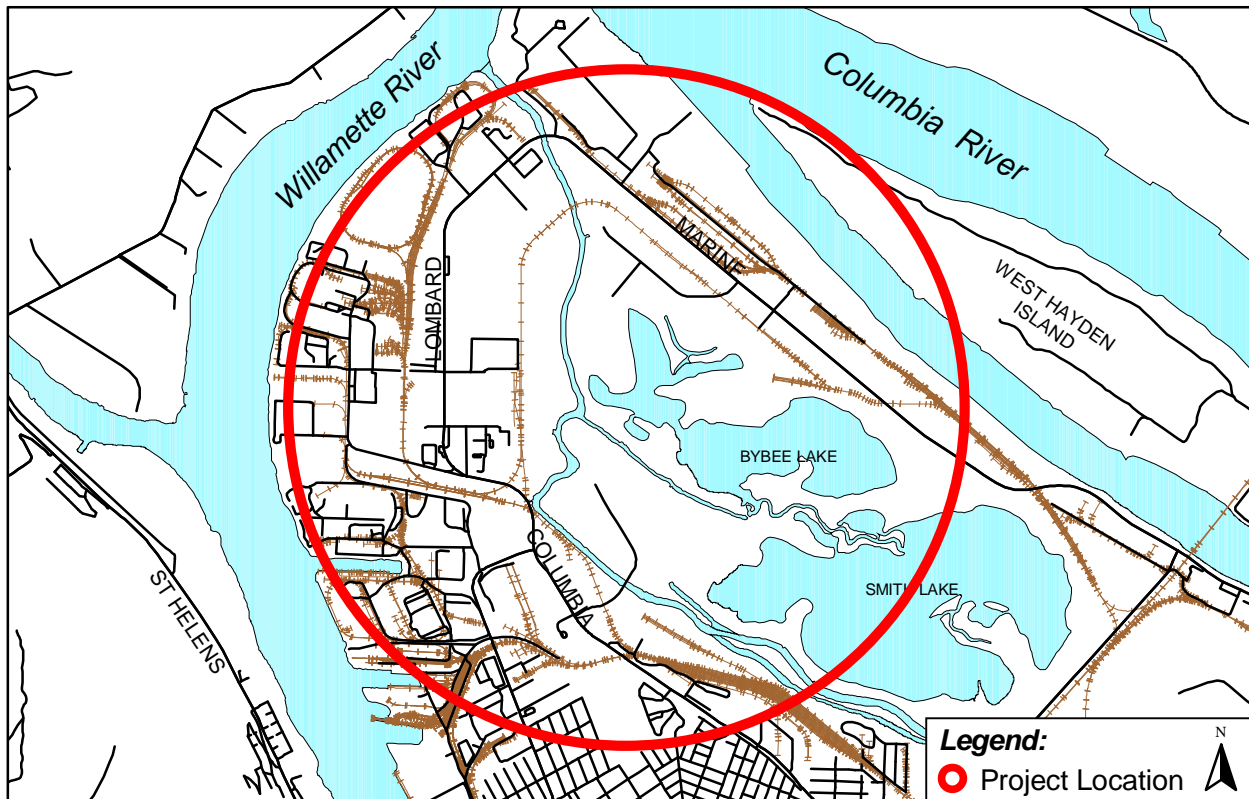 Willamette River
Columbia River
MARINE
LOMBARD
WEST HAYDEN
ISLAND
BYBEE LAKE
COLUMBIA
SMITH LAKE
ST HELENS
Legend:
Project Location
N